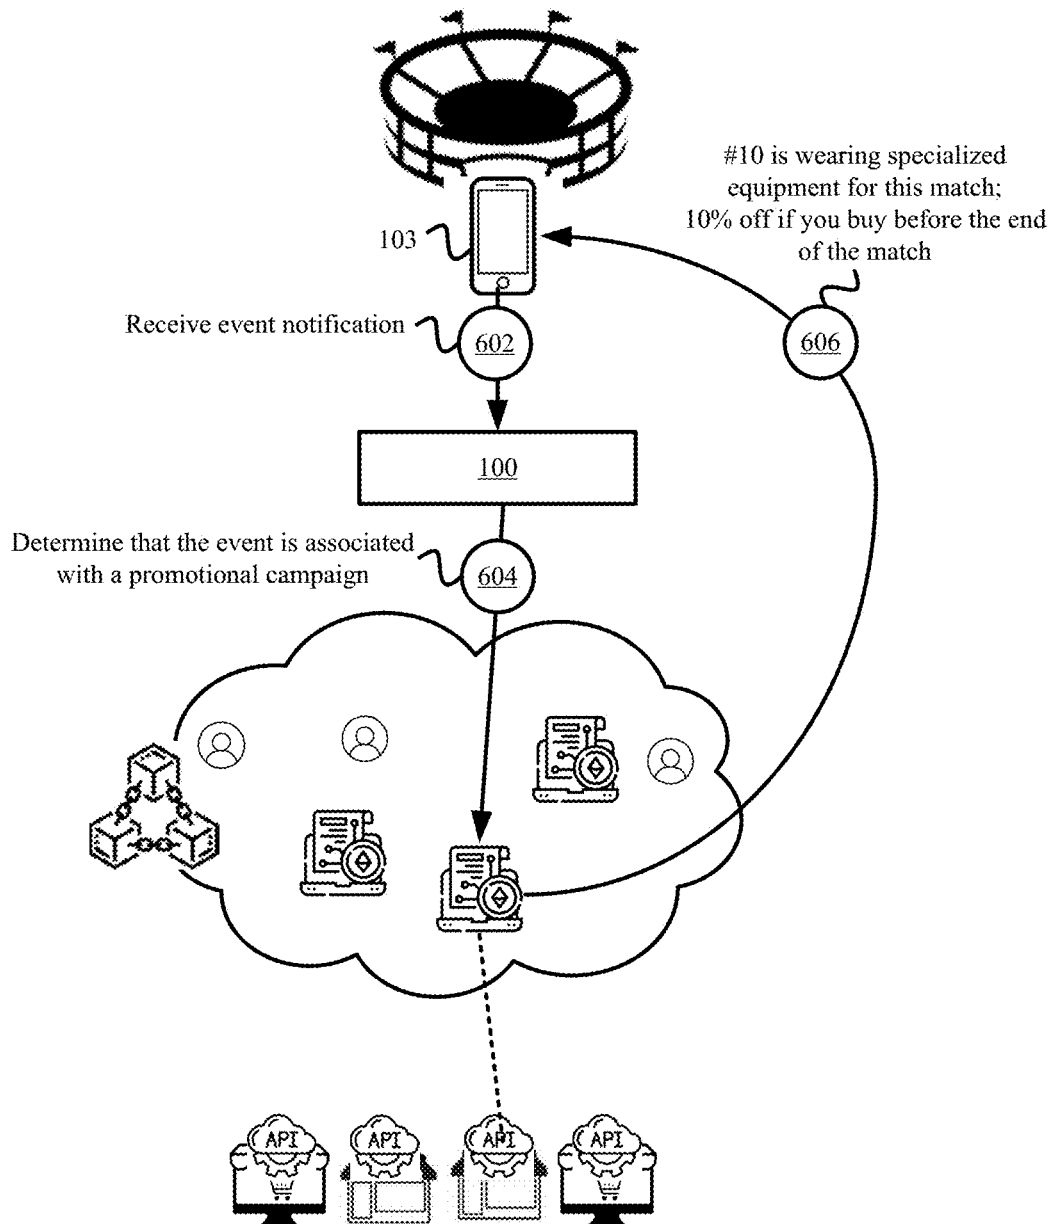 #10 is wearing specialized
equipment for this match;
10% off if you buy before the end
of the match
103
Receive event notification
602
606
100
Determine that the event is associated
with a promotional campaign
604
API
API
API
API